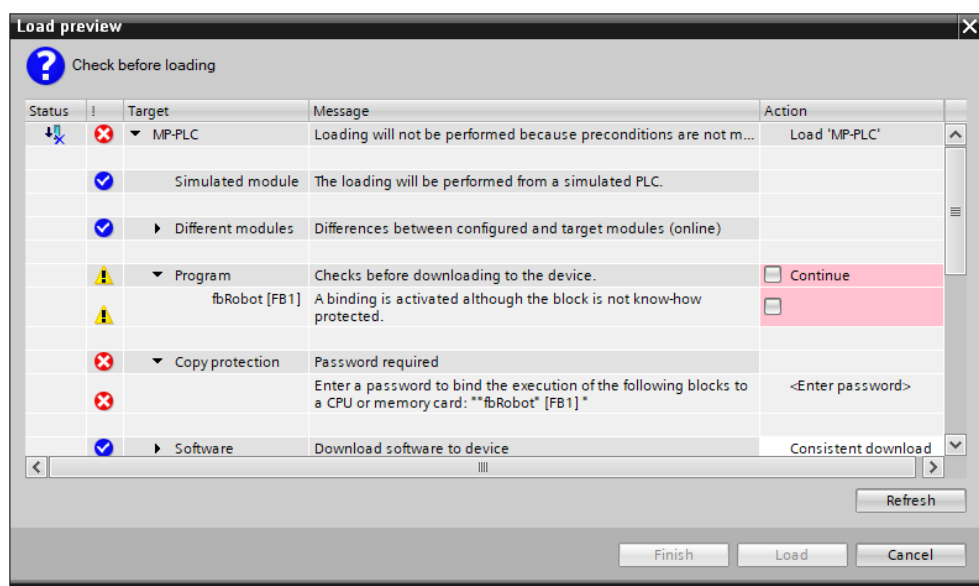 Load preview
Check before loading
Status ! Target Message Action
MP-PLC Loading will not be performed because preconditions are not m... Load 'MP-PLC'
Simulated module The loading will be performed from a simulated PLC.
Different modules Differences between configured and target modules (online)
Program Checks before downloading to the device. Continue
fbRobot [FB1] A binding is activated although the block is not know-how
protected.
Copy protection Password required
Enter a password to bind the execution of the following blocks to <Enter password>
a CPU or memory card: ""fbRobot" [FB1] "
Software Download software to device Consistent download
Refresh
Finish Load Cancel